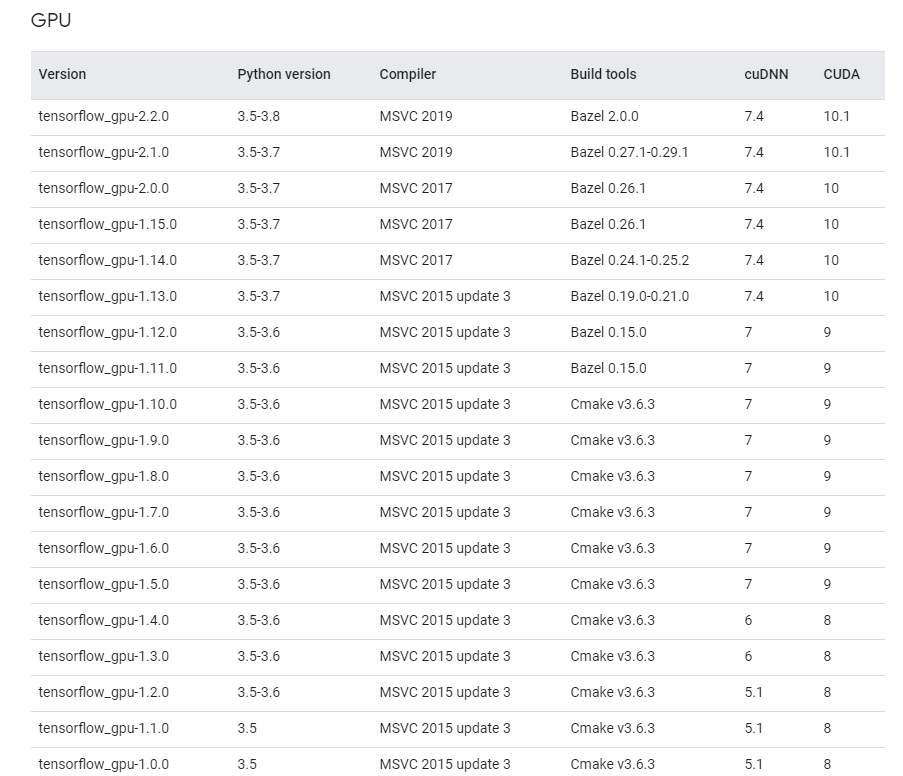 GPU
Version Python version Compiler Build tools cuDNN CUDA
tensorflow_gpu-2.2.0 3.5-3.8 MSVC 2019 Bazel 2.0.0 7.4 10.1
tensorflow_gpu-2.1.0 3.5-3.7 MSVC 2019 Bazel 0.27.1-0.29.1 7.4 10.1
tensorflow_gpu-2.0.0 3.5-3.7 MSVC 2017 Bazel 0.26.1 7.4 10
tensorflow_gpu-1.15.0 3.5-3.7 MSVC 2017 Bazel 0.26.1 7.4 10
tensorflow_gpu-1.14.0 3.5-3.7 MSVC 2017 Bazel 0.24.1-0.25.2 7.4 10
tensorflow_gpu-1.13.0 3.5-3.7 MSVC 2015 update 3 Bazel 0.19.0-0.21.0 7.4 10
tensorflow_gpu-1.12.0 3.5-3.6 MSVC 2015 update 3 Bazel 0.15.0 7 9
tensorflow_gpu-1.11.0 3.5-3.6 MSVC 2015 update 3 Bazel 0.15.0 7 9
tensorflow_gpu-1.10.0 3.5-3.6 MSVC 2015 update 3 Cmake v3.6.3 7 9
tensorflow_gpu-1.9.0 3.5-3.6 MSVC 2015 update 3 Cmake v3.6.3 7 9
tensorflow_gpu-1.8.0 3.5-3.6 MSVC 2015 update 3 Cmake v3.6.3 7 9
tensorflow_gpu-1.7.0 3.5-3.6 MSVC 2015 update 3 Cmake v3.6.3 7 9
tensorflow_gpu-1.6.0 3.5-3.6 MSVC 2015 update 3 Cmake v3.6.3 7 9
tensorflow_gpu-1.5.0 3.5-3.6 MSVC 2015 update 3 Cmake v3.6.3 7 9
tensorflow_gpu-1.4.0 3.5-3.6 MSVC 2015 update 3 Cmake v3.6.3 6 8
tensorflow_gpu-1.3.0 3.5-3.6 MSVC 2015 update 3 Cmake v3.6.3 6 8
tensorflow_gpu-1.2.0 3.5-3.6 MSVC 2015 update 3 Cmake v3.6.3 5.1 8
tensorflow_gpu-1.1.0 3.5 MSVC 2015 update 3 Cmake v3.6.3 5.1 8
tensorflow_gpu-1.0.0 3.5 MSVC 2015 update 3 Cmake v3.6.3 5.1 8